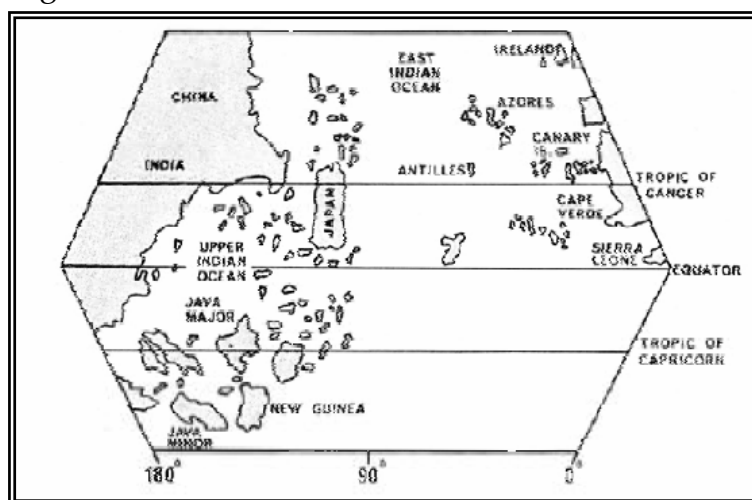 EAST
INDIAN
OCEAN
IRELAND
CHINA
AZORES
CANARY
IS.
INDIA
ANTILLES
TROPIC OF
CANCER
JAPAN
CAPE
VERDE
UPPER
INDIAN
OCEAN
SIERRA
LEONE
EQUATOR
JAVA
MAJOR
TROPIC OF
CAPRICORN
NEW GUINEA
JAVA
MINOR
180°
90°
0°